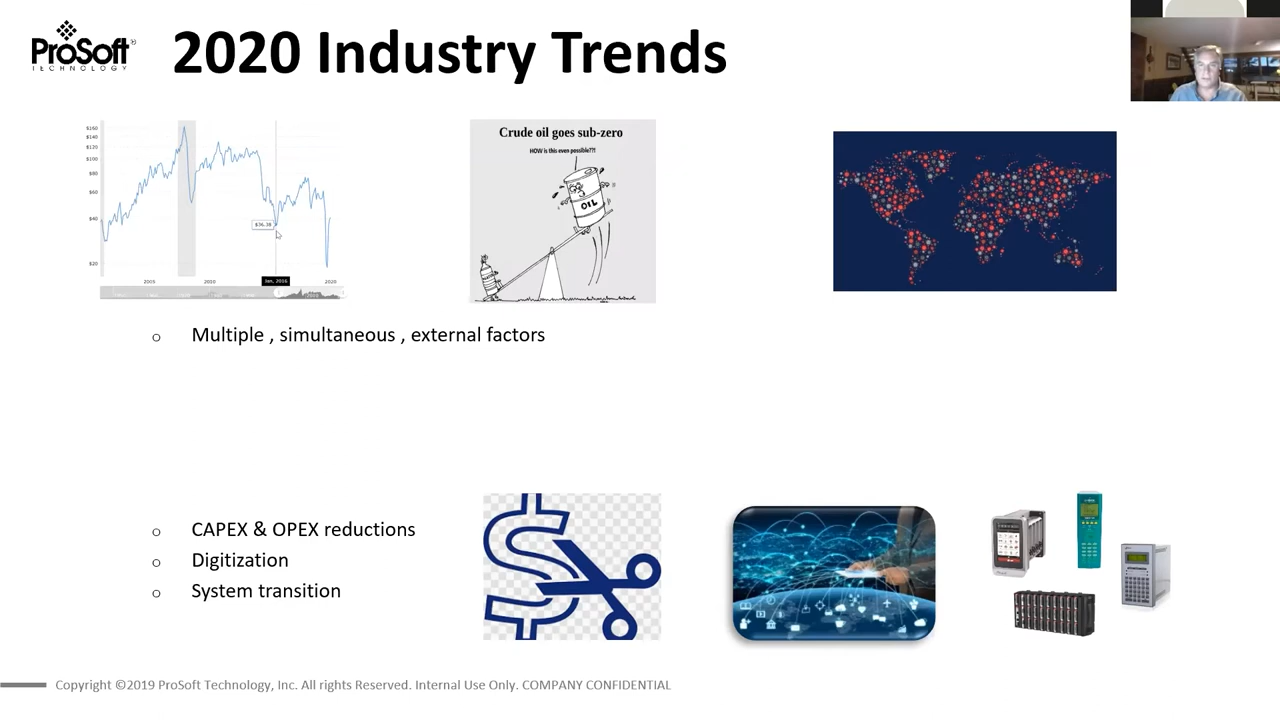 ProSoft®
TECHNOLOGY
2020 Industry Trends
$160
$140
$120
$100
$80
$60
$40
$20
$36.38
2005
2010
Jan, 2016
2020
Crude oil goes sub-zero
HOW is this even possible??!
OIL
o Multiple , simultaneous , external factors
o CAPEX & OPEX reductions
o Digitization
o System transition
Copyright ©2019 ProSoft Technology, Inc. All rights Reserved. Internal Use Only. COMPANY CONFIDENTIAL